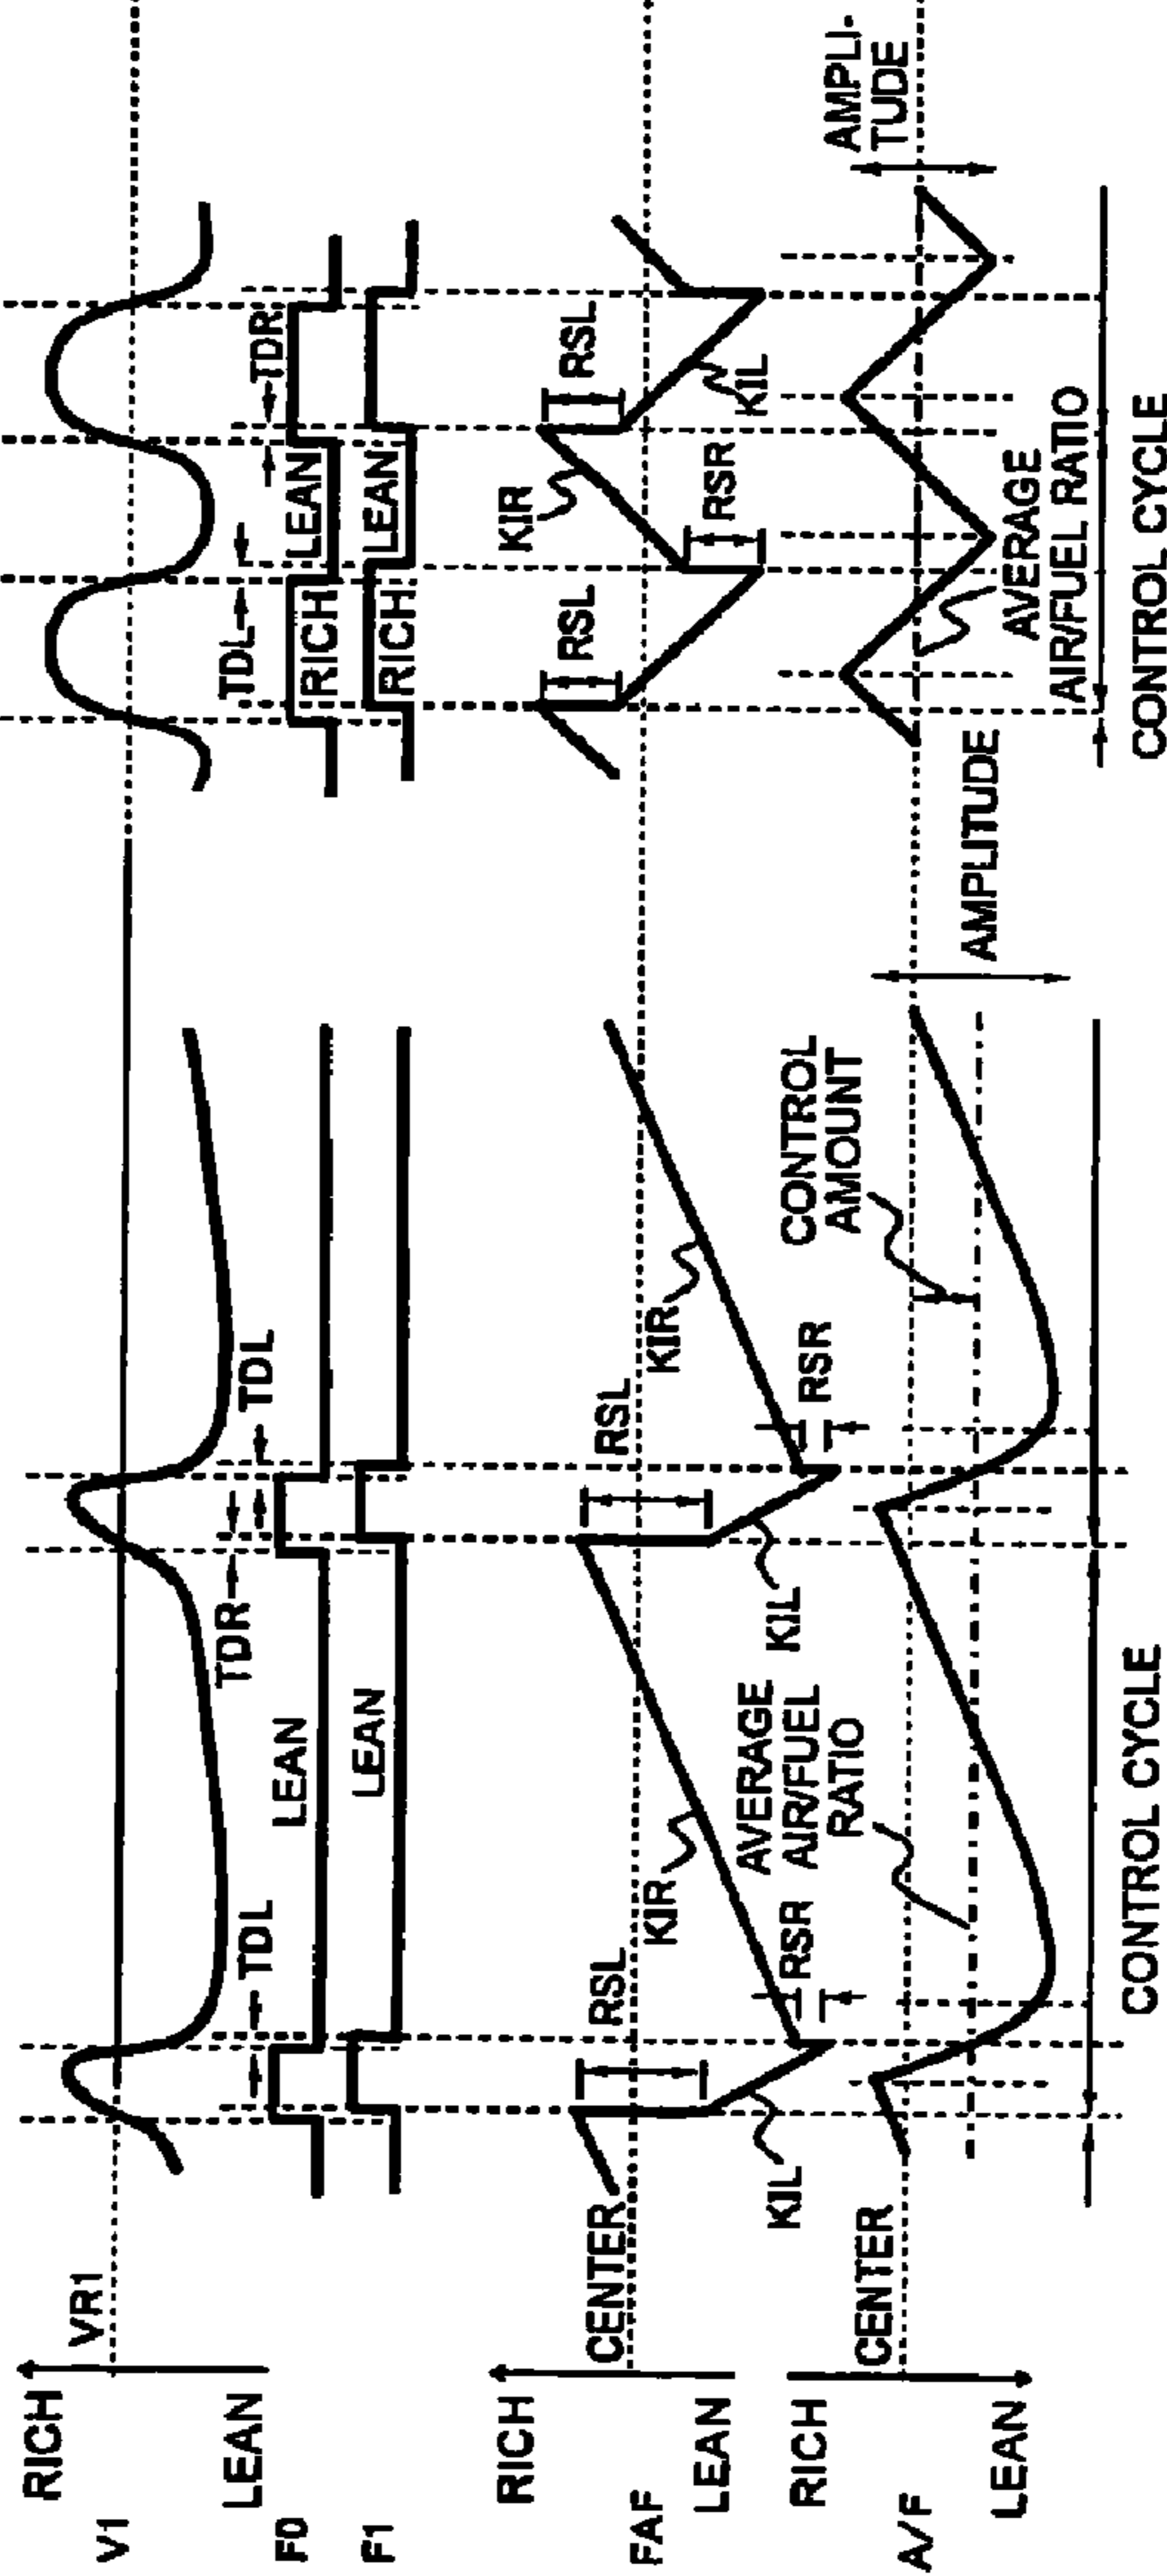 RICH
V1
VR1
LEAN
F0
F1
TDL
TDR
TDL
LEAN
LEAN
TDL
TDR
RICH
LEAN
RICH
LEAN
RICH
FAF
CENTER
LEAN
RSL
KIL
KIR
RSR
RSL
KIL
KIR
RSR
RSL
KIR
RSR
RSL
KIL
RICH
A/F
CENTER
LEAN
AVERAGE
AIR/FUEL
RATIO
CONTROL
AMOUNT
AMPLITUDE
AVERAGE
AIR/FUEL RATIO
AMPLI-
TUDE
CONTROL CYCLE
CONTROL CYCLE